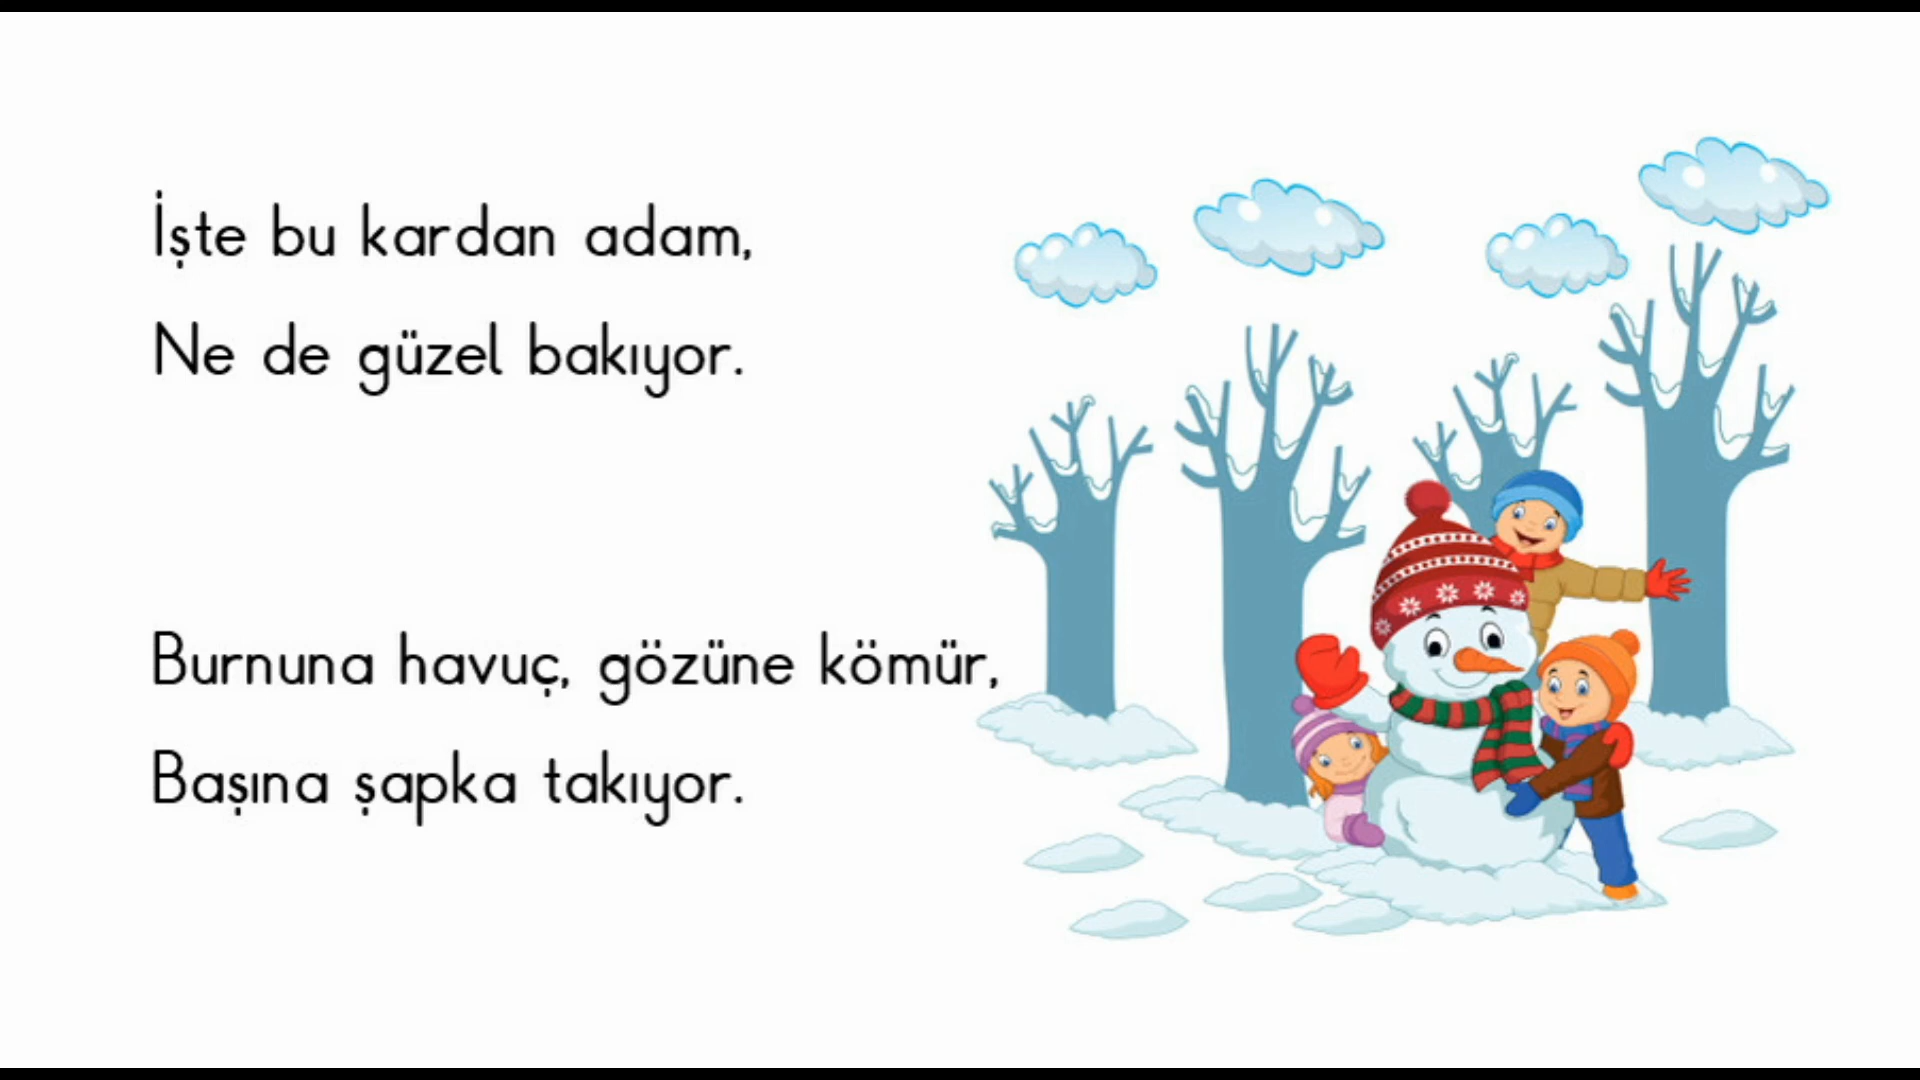 İşte bu kardan adam,
Ne de güzel bakıyor.
Burnuna havuç, gözüne kömür,
Başına şapka takıyor.